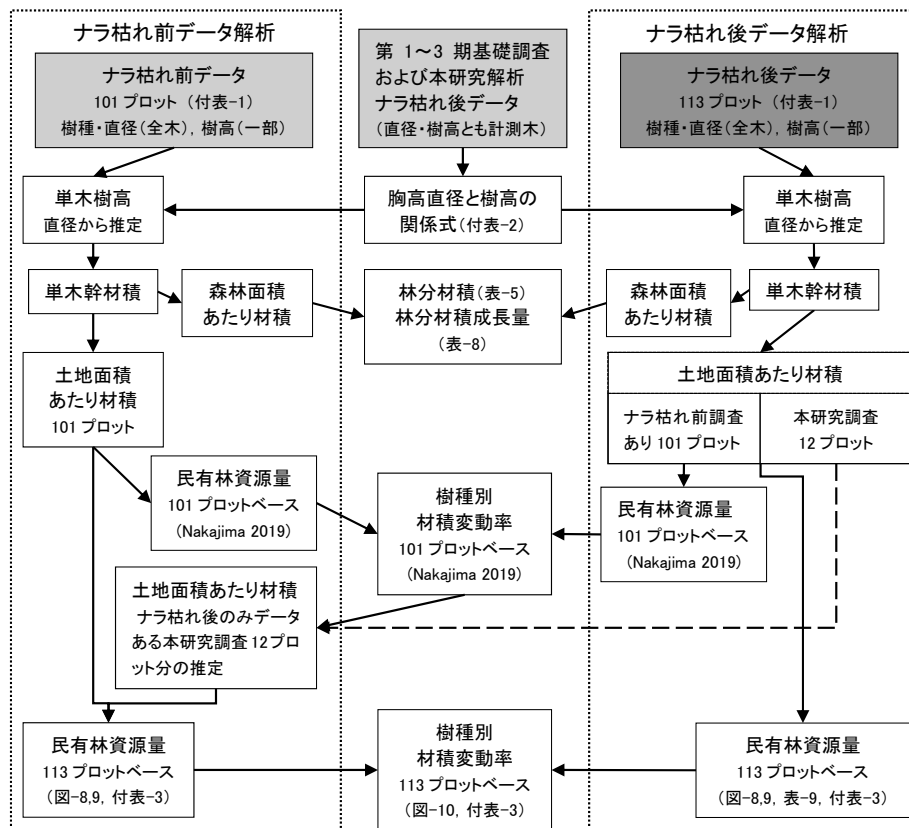 ナラ枯れ前データ解析
ナラ枯れ前データ
101 プロット (付表-1)
樹種・直径(全木), 樹高(一部)
第 1～3 期基礎調査
および本研究解析
ナラ枯れ後データ
(直径・樹高とも計測木)
ナラ枯れ後データ解析
ナラ枯れ後データ
113 プロット (付表-1)
樹種・直径(全木), 樹高(一部)
単木樹高
直径から推定
胸高直径と樹高の
関係式(付表-2)
単木樹高
直径から推定
単木幹材積
森林面積
あたり材積
林分材積(表-5)
林分材積成長量
(表-8)
森林面積
あたり材積
単木幹材積
土地面積
あたり材積
101 プロット
土地面積あたり材積
ナラ枯れ前調査
あり 101 プロット
本研究調査
12 プロット
民有林資源量
101 プロットベース
(Nakajima 2019)
樹種別
材積変動率
101 プロットベース
(Nakajima 2019)
民有林資源量
101 プロットベース
(Nakajima 2019)
土地面積あたり材積
ナラ枯れ後のみデータ
ある本研究調査 12 プロ
ット分の推定
民有林資源量
113 プロットベース
(図-8,9, 付表-3)
樹種別
材積変動率
113 プロットベース
(図-10, 付表-3)
民有林資源量
113 プロットベース
(図-8,9, 表-9, 付表-3)